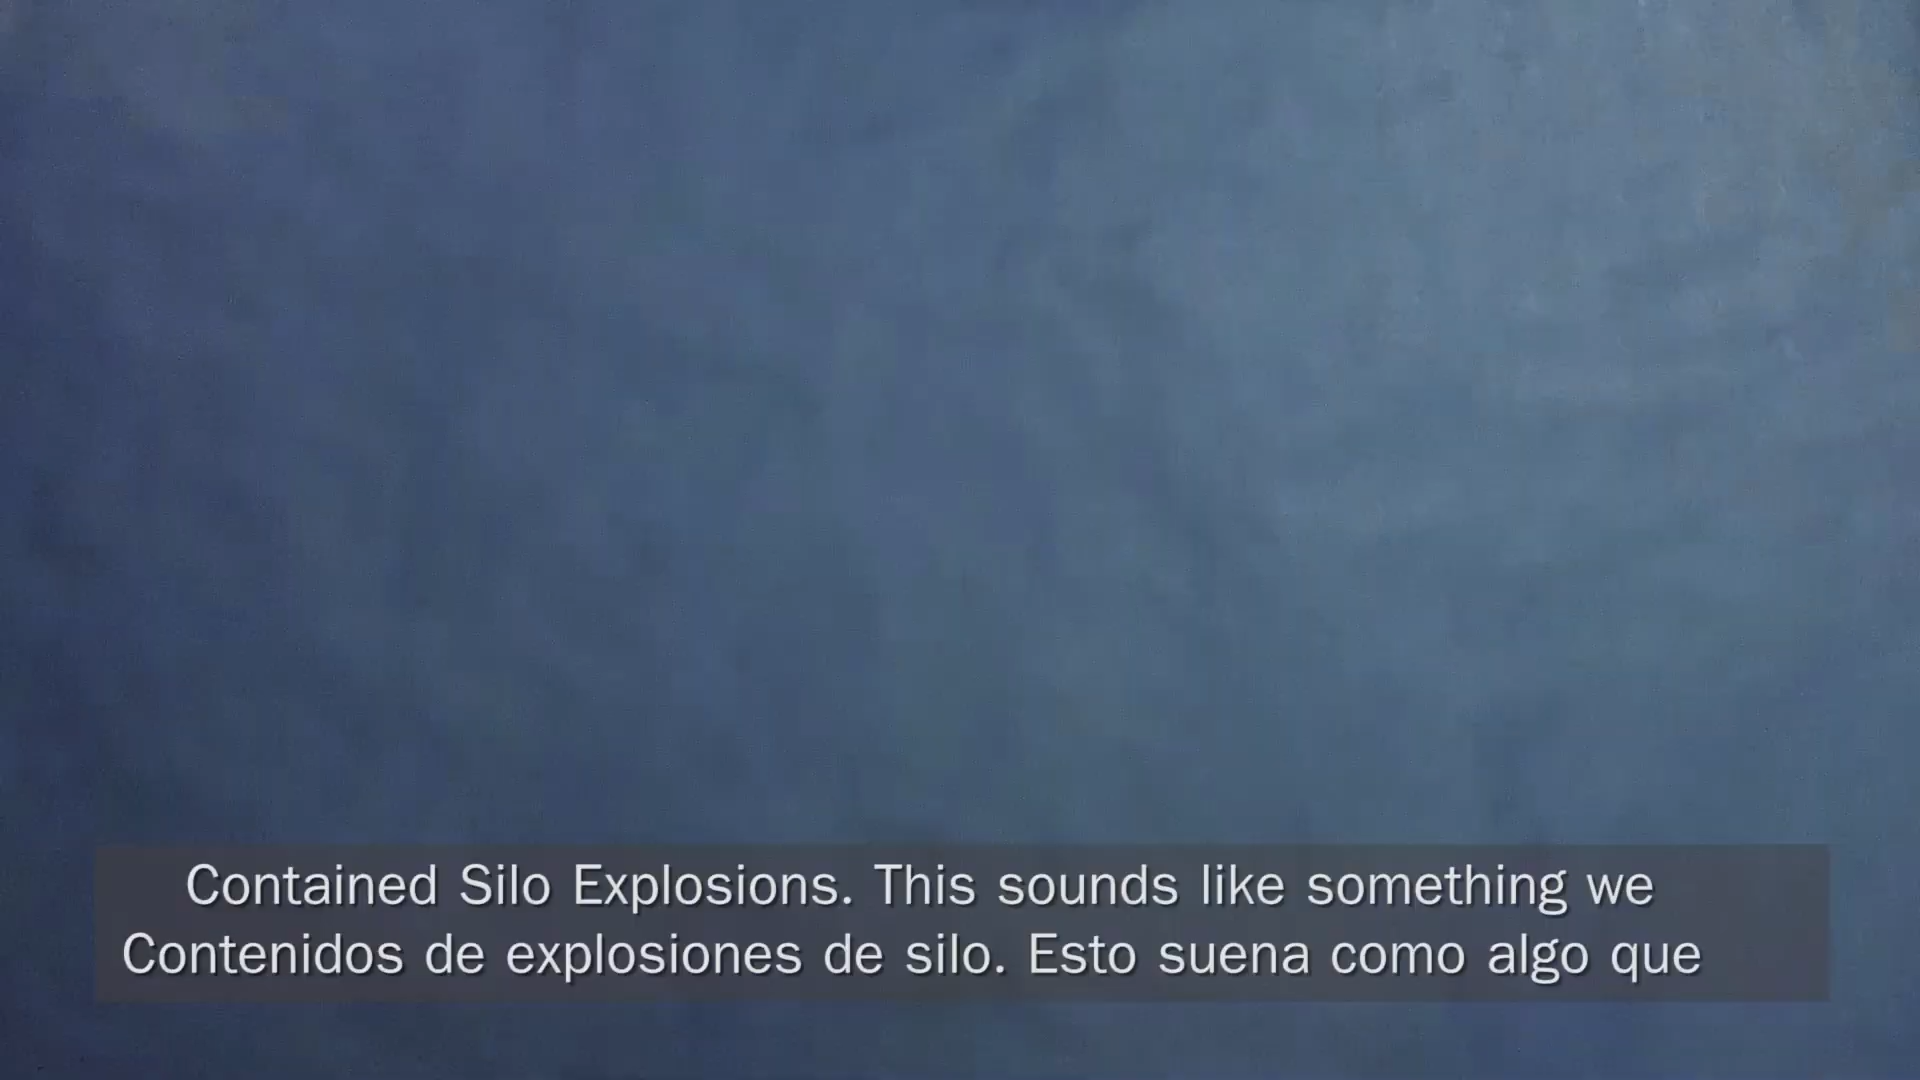 Contained Silo Explosions. This sounds like something we
Contenidos de explosiones de silo. Esto suena como algo que